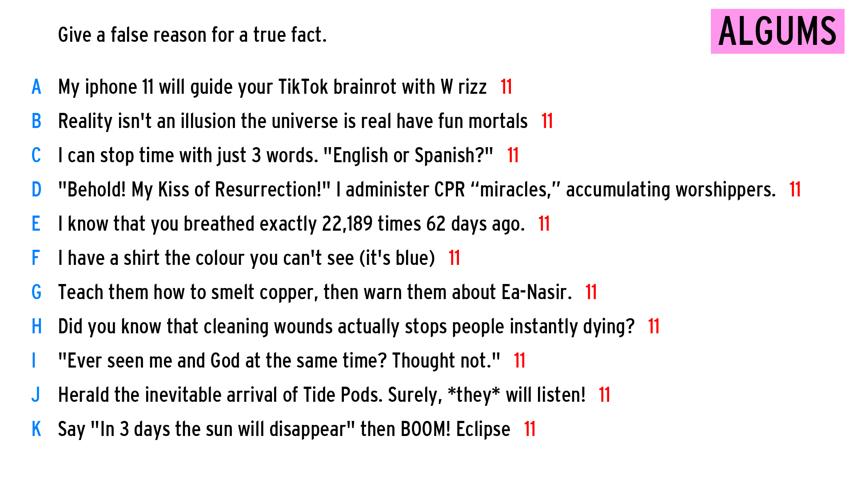 Give a false reason for a true fact.
ALGUMS
A My iphone 11 will guide your TikTok brainrot with W rizz 11
B Reality isn't an illusion the universe is real have fun mortals 11
C I can stop time with just 3 words. "English or Spanish?" 11
D "Behold! My Kiss of Resurrection!" I administer CPR “miracles,” accumulating worshippers. 11
E I know that you breathed exactly 22,189 times 62 days ago. 11
F I have a shirt the colour you can't see (it's blue) 11
G Teach them how to smelt copper, then warn them about Ea-Nasir. 11
H Did you know that cleaning wounds actually stops people instantly dying? 11
I "Ever seen me and God at the same time? Thought not." 11
J Herald the inevitable arrival of Tide Pods. Surely, *they* will listen! 11
K Say "In 3 days the sun will disappear" then BOOM! Eclipse 11